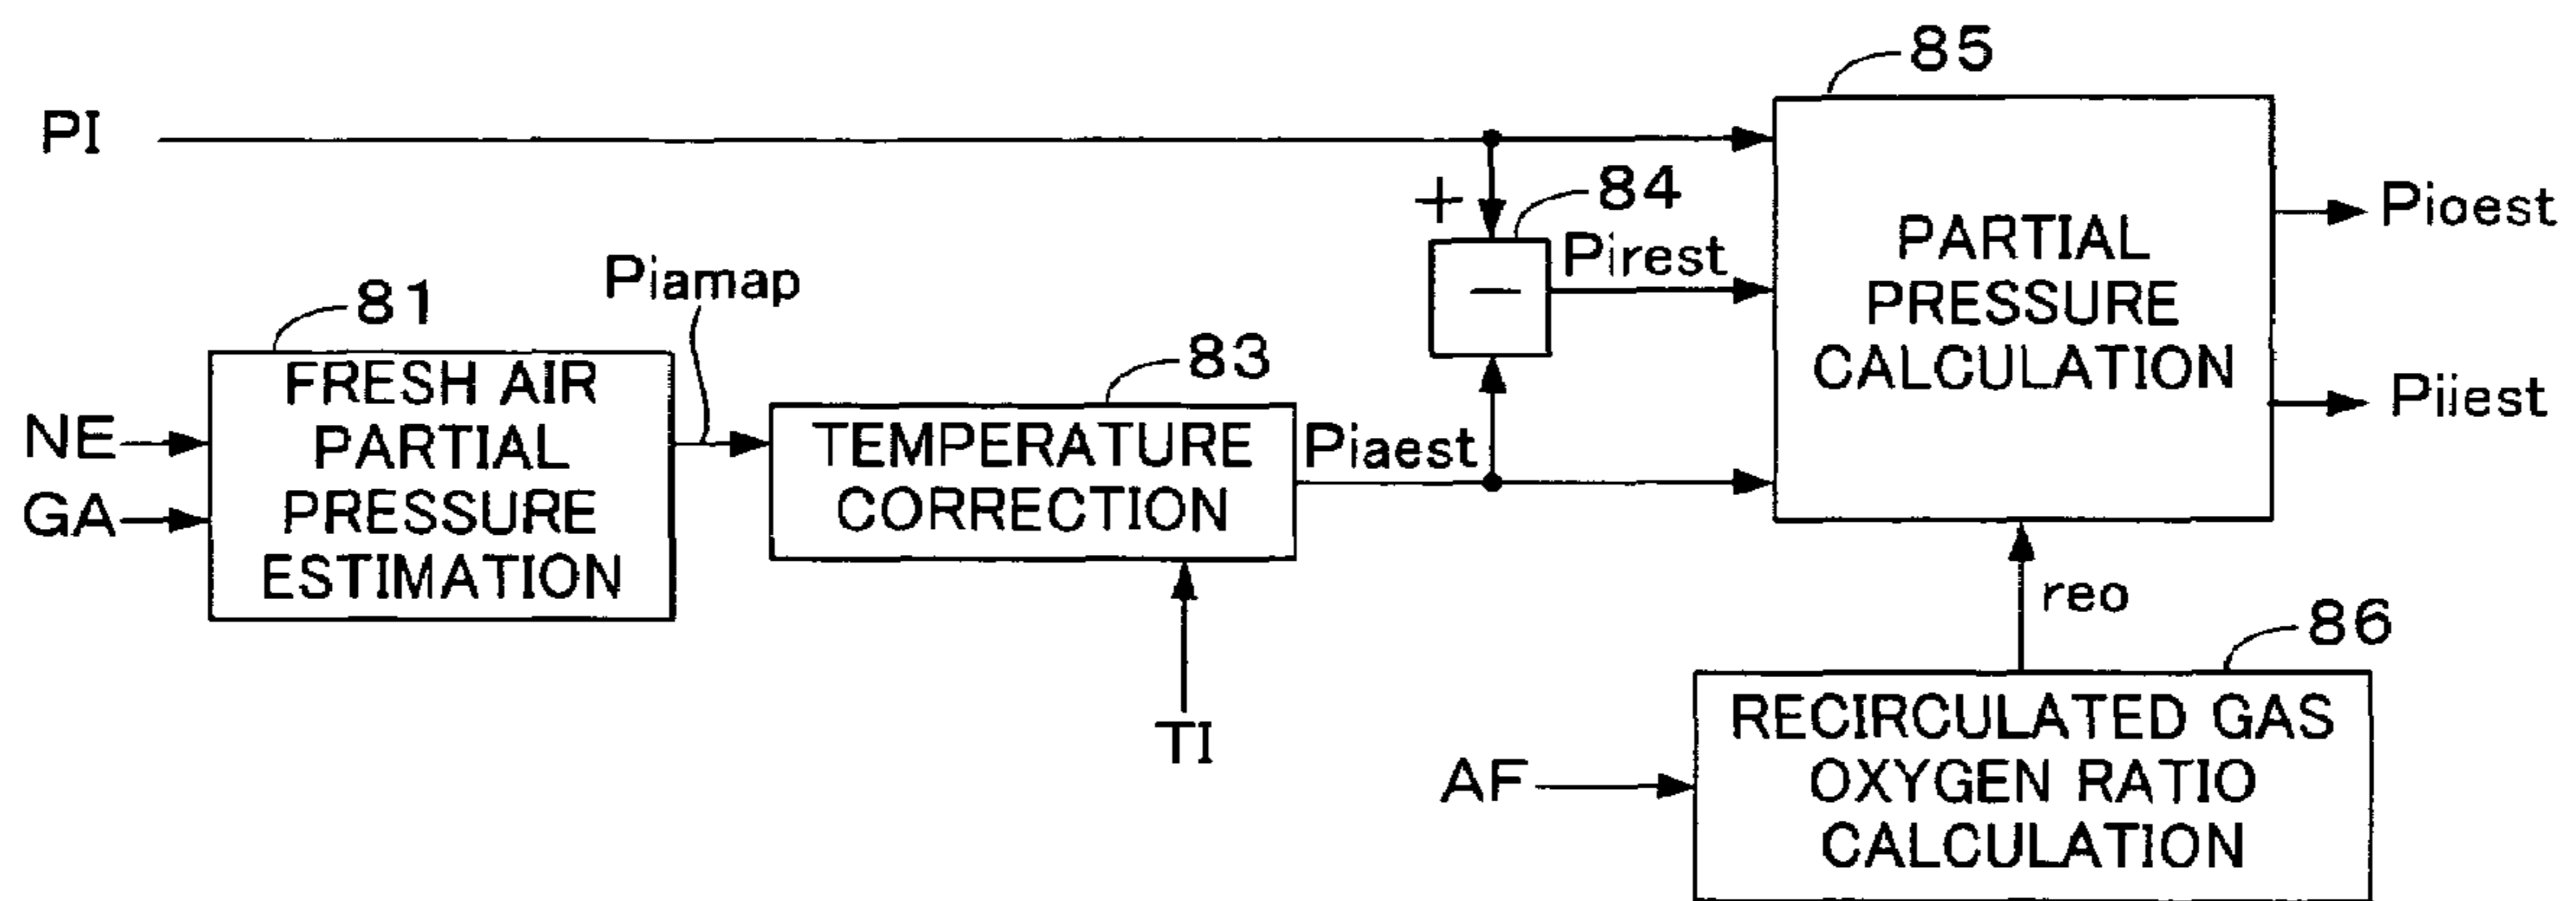 85
PI
84
+
Pioest
PARTIAL
PRESSURE
CALCULATION
Pirest
−
Piamap
81
83
FRESH AIR
PARTIAL
PRESSURE
ESTIMATION
NE
GA
TEMPERATURE
CORRECTION
Piaest
Piiest
reo
86
TI
AF
RECIRCULATED GAS
OXYGEN RATIO
CALCULATION